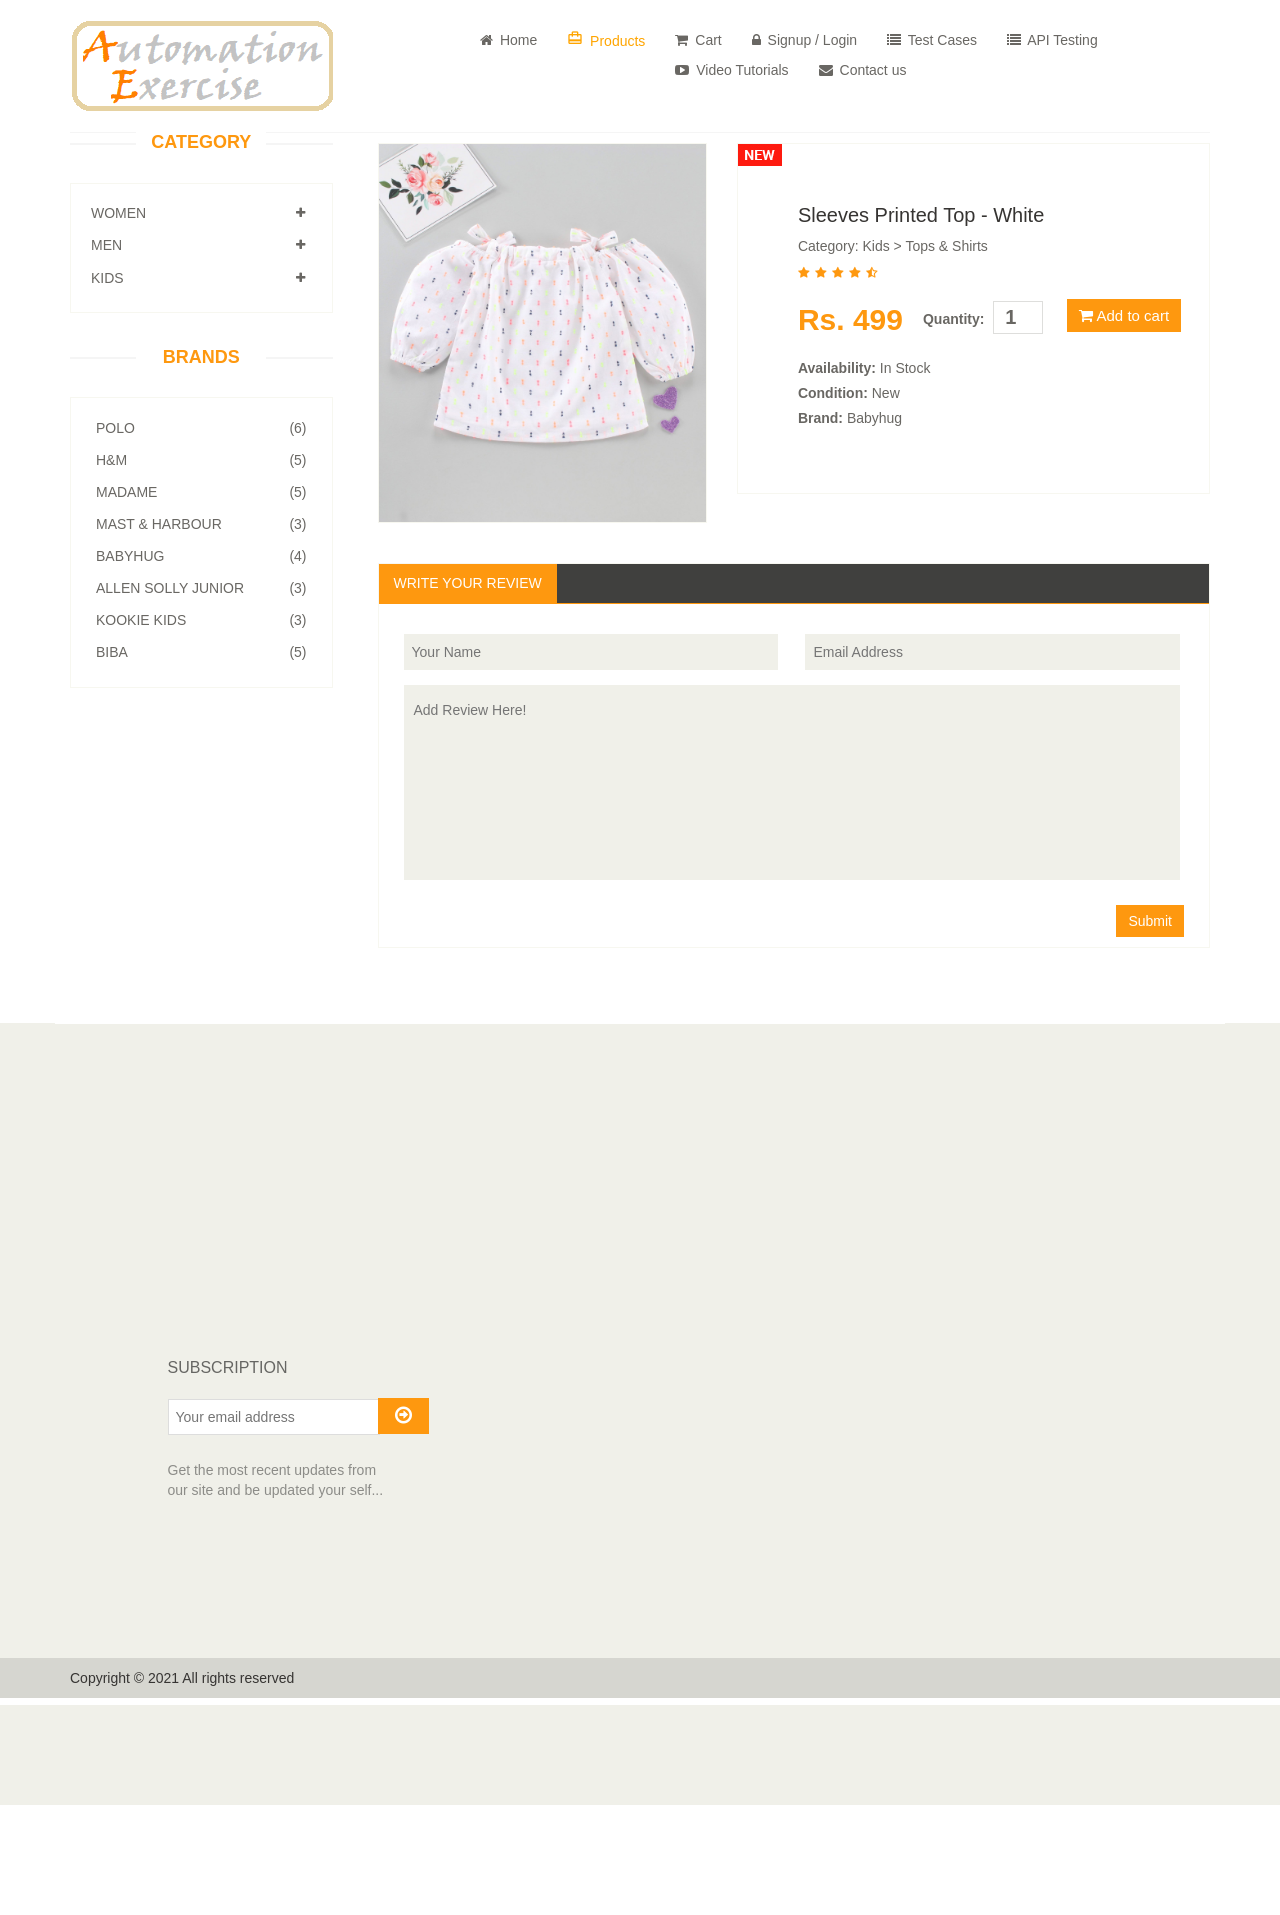 Automation
Exercise
Home
Products
Cart
Signup / Login
Test Cases
API Testing
Video Tutorials
Contact us
CATEGORY
WOMEN
MEN
KIDS
BRANDS
POLO (6)
H&M (5)
MADAME (5)
MAST & HARBOUR (3)
BABYHUG (4)
ALLEN SOLLY JUNIOR (3)
KOOKIE KIDS (3)
BIBA (5)
NEW
Sleeves Printed Top - White
Category: Kids > Tops & Shirts
Rs. 499 Quantity: 1 Add to cart
Availability: In Stock
Condition: New
Brand: Babyhug
WRITE YOUR REVIEW
Your Name
Email Address
Add Review Here!
Submit
SUBSCRIPTION
Your email address
Get the most recent updates from
our site and be updated your self...
Copyright © 2021 All rights reserved